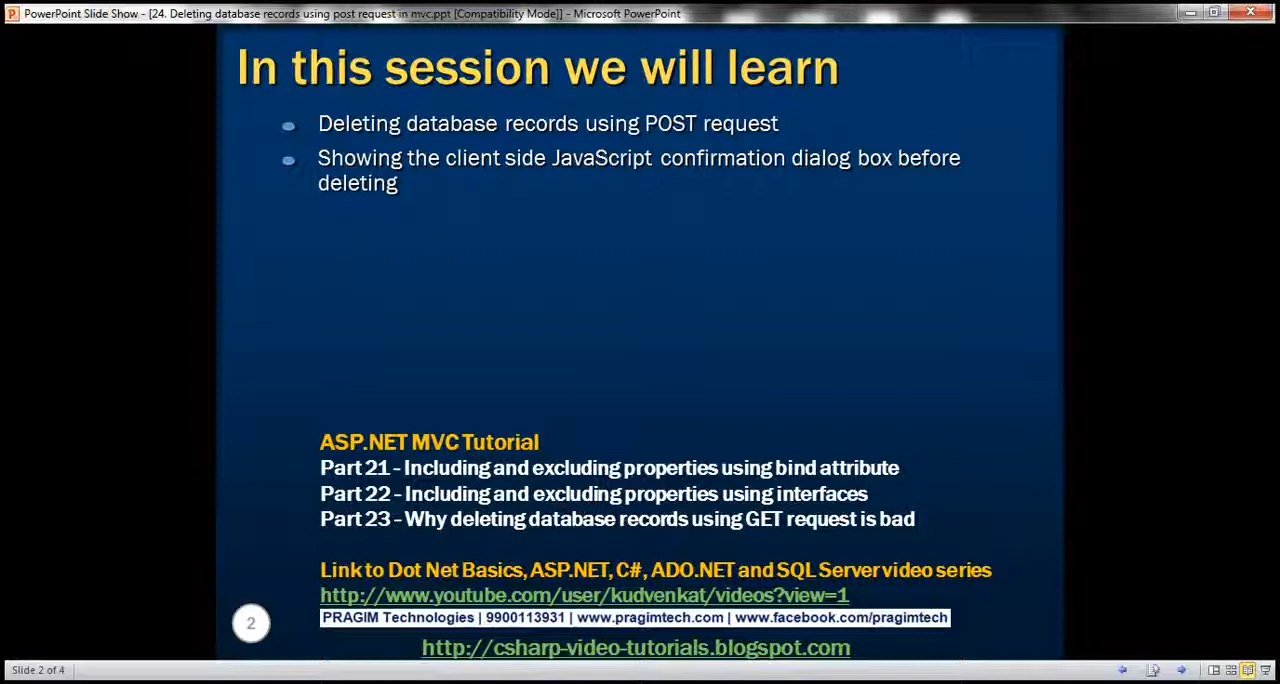 PowerPoint Slide Show - [24. Deleting database records using post request in mvc.ppt [Compatibility Mode]] - Microsoft PowerPoint
In this session we will learn
Deleting database records using POST request
Showing the client side JavaScript confirmation dialog box before
deleting
ASP.NET MVC Tutorial
Part 21 - Including and excluding properties using bind attribute
Part 22 - Including and excluding properties using interfaces
Part 23 - Why deleting database records using GET request is bad
Link to Dot Net Basics, ASP.NET, C#, ADO.NET and SQL Server video series
http://www.youtube.com/user/kudvenkat/videos?view=1
PRAGIM Technologies | 9900113931 | www.pragimtech.com | www.facebook.com/pragimtech
2
http://csharp-video-tutorials.blogspot.com
Slide 2 of 4